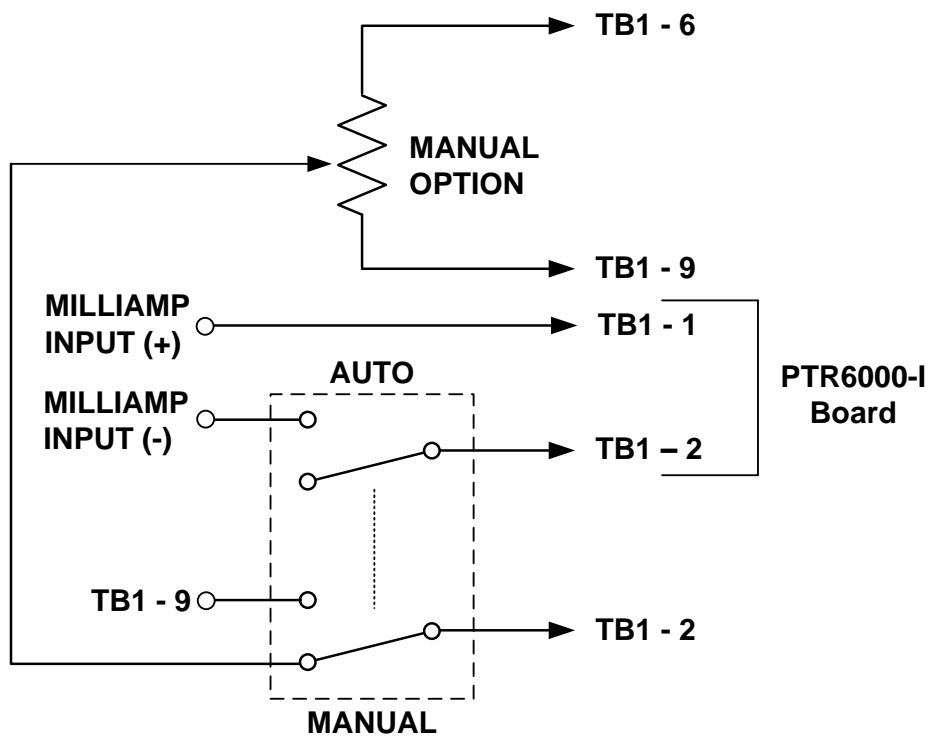 TB1 - 6
MANUAL
OPTION
TB1 - 9
MILLIAMP
INPUT (+)
TB1 - 1
AUTO
PTR6000-I
Board
MILLIAMP
INPUT (-)
TB1 – 2
TB1 - 9
TB1 - 2
MANUAL